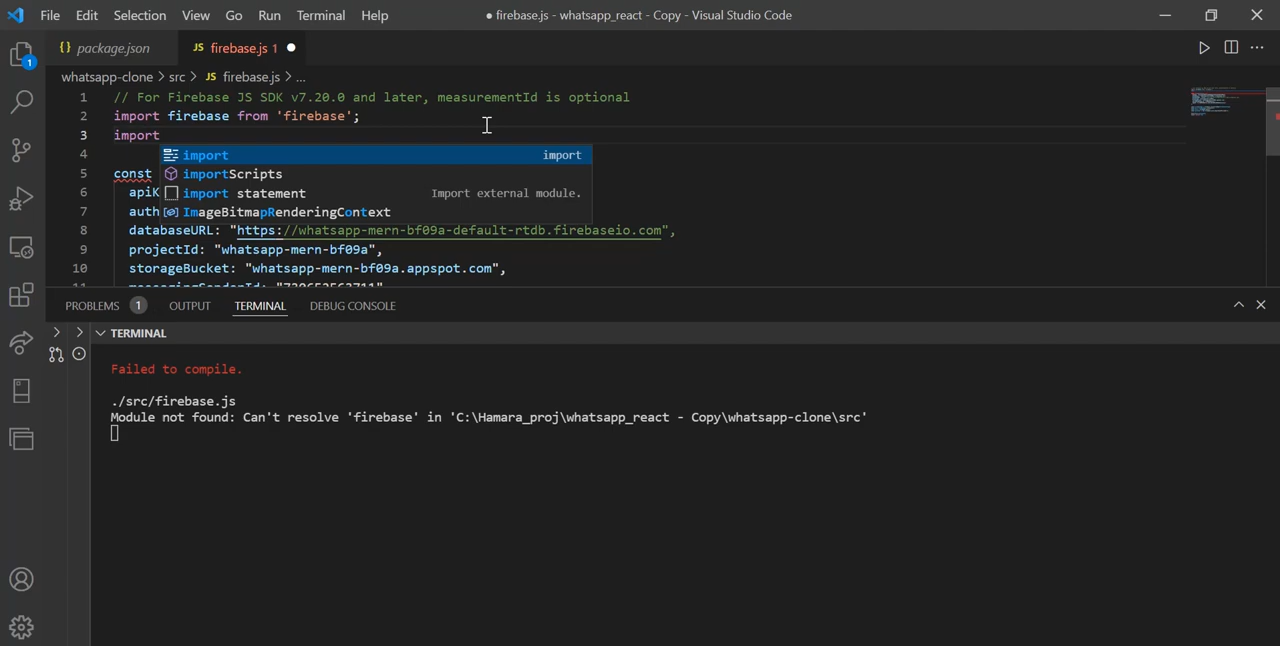 File Edit Selection View Go Run Terminal Help ● firebase.js - whatsapp_react - Copy - Visual Studio Code
{} package.json JS firebase.js 1 ●
whatsapp-clone > src > JS firebase.js > ...
1 // For Firebase JS SDK v7.20.0 and later, measurementId is optional
2 import firebase from 'firebase';
3 import
4 import import
importScripts
5 const
import statement Import external module.
6 apiK
7 auth ImageBitmapRenderingContext
8 databaseURL: "https://whatsapp-mern-bf09a-default-rtdb.firebaseio.com",
9 projectId: "whatsapp-mern-bf09a",
10 storageBucket: "whatsapp-mern-bf09a.appspot.com",
1
PROBLEMS 1 OUTPUT TERMINAL DEBUG CONSOLE
TERMINAL
Failed to compile.
./src/firebase.js
Module not found: Can't resolve 'firebase' in 'C:\Hamara_proj\whatsapp_react - Copy\whatsapp-clone\src'